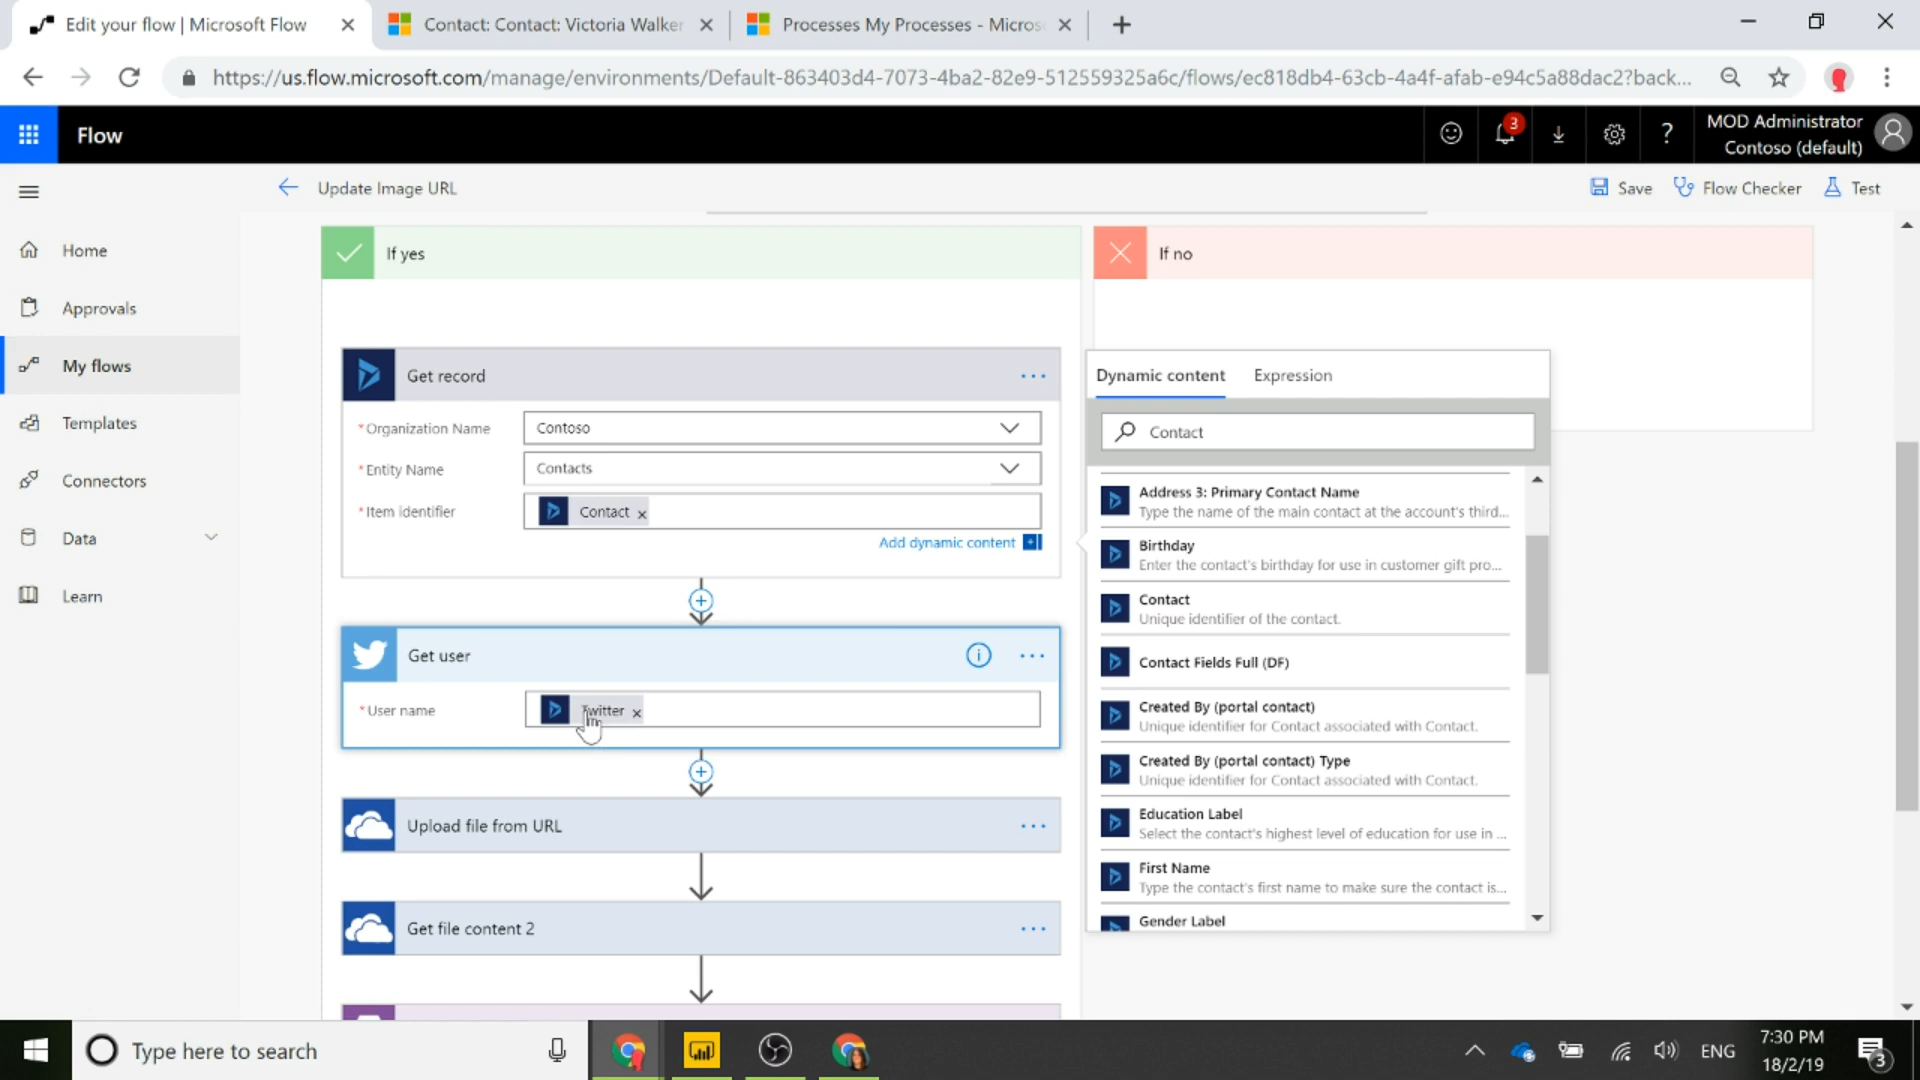 Edit your flow | Microsoft Flow
Contact: Contact: Victoria Walker
Processes My Processes - Micros
https://us.flow.microsoft.com/manage/environments/Default-863403d4-7073-4ba2-82e9-512559325a6c/flows/ec818db4-63cb-4a4f-afab-e94c5a88dac2?back...
Flow
3
?
MOD Administrator
Contoso (default)
Update Image URL
Save
Flow Checker
Test
Home
Approvals
My flows
Templates
Connectors
Data
Learn
If yes
If no
Get record
* Organization Name
Contoso
* Entity Name
Contacts
* Item identifier
Contact
Add dynamic content
Get user
* User name
Twitter
Upload file from URL
Get file content 2
Dynamic content
Expression
Contact
Address 3: Primary Contact Name
Type the name of the main contact at the account's third...
Birthday
Enter the contact's birthday for use in customer gift pro...
Contact
Unique identifier of the contact.
Contact Fields Full (DF)
Created By (portal contact)
Unique identifier for Contact associated with Contact.
Created By (portal contact) Type
Unique identifier for Contact associated with Contact.
Education Label
Select the contact's highest level of education for use in ...
First Name
Type the contact's first name to make sure the contact is...
Gender Label
Type here to search
ENG
7:30 PM
18/2/19
3